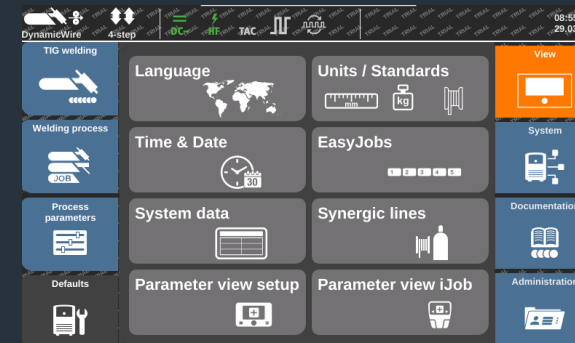 DynamicWire
4-step
DC-
HF
TAC
08:55
29.03
TIG welding
Welding process
JOB
Process
parameters
Defaults
Language
Units / Standards
mm
kg
Time & Date
30
EasyJobs
1 2 3 4 5
System data
Synergic lines
Parameter view setup
Parameter view iJob
View
System
Documentation
Administration